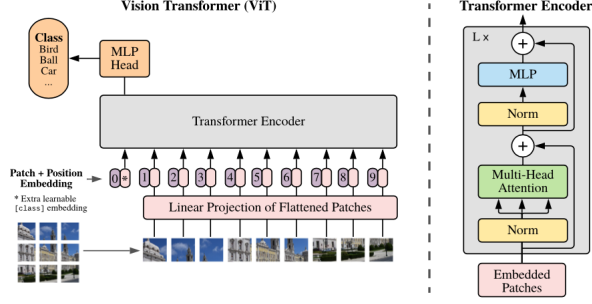 Vision Transformer (ViT)
Class
Bird
Ball
Car
...
MLP
Head
Transformer Encoder
Patch + Position
Embedding
0 * 1 2 3 4 5 6 7 8 9
* Extra learnable
[class] embedding
Linear Projection of Flattened Patches
Transformer Encoder
L x
+
MLP
Norm
+
Multi-Head
Attention
Norm
Embedded
Patches